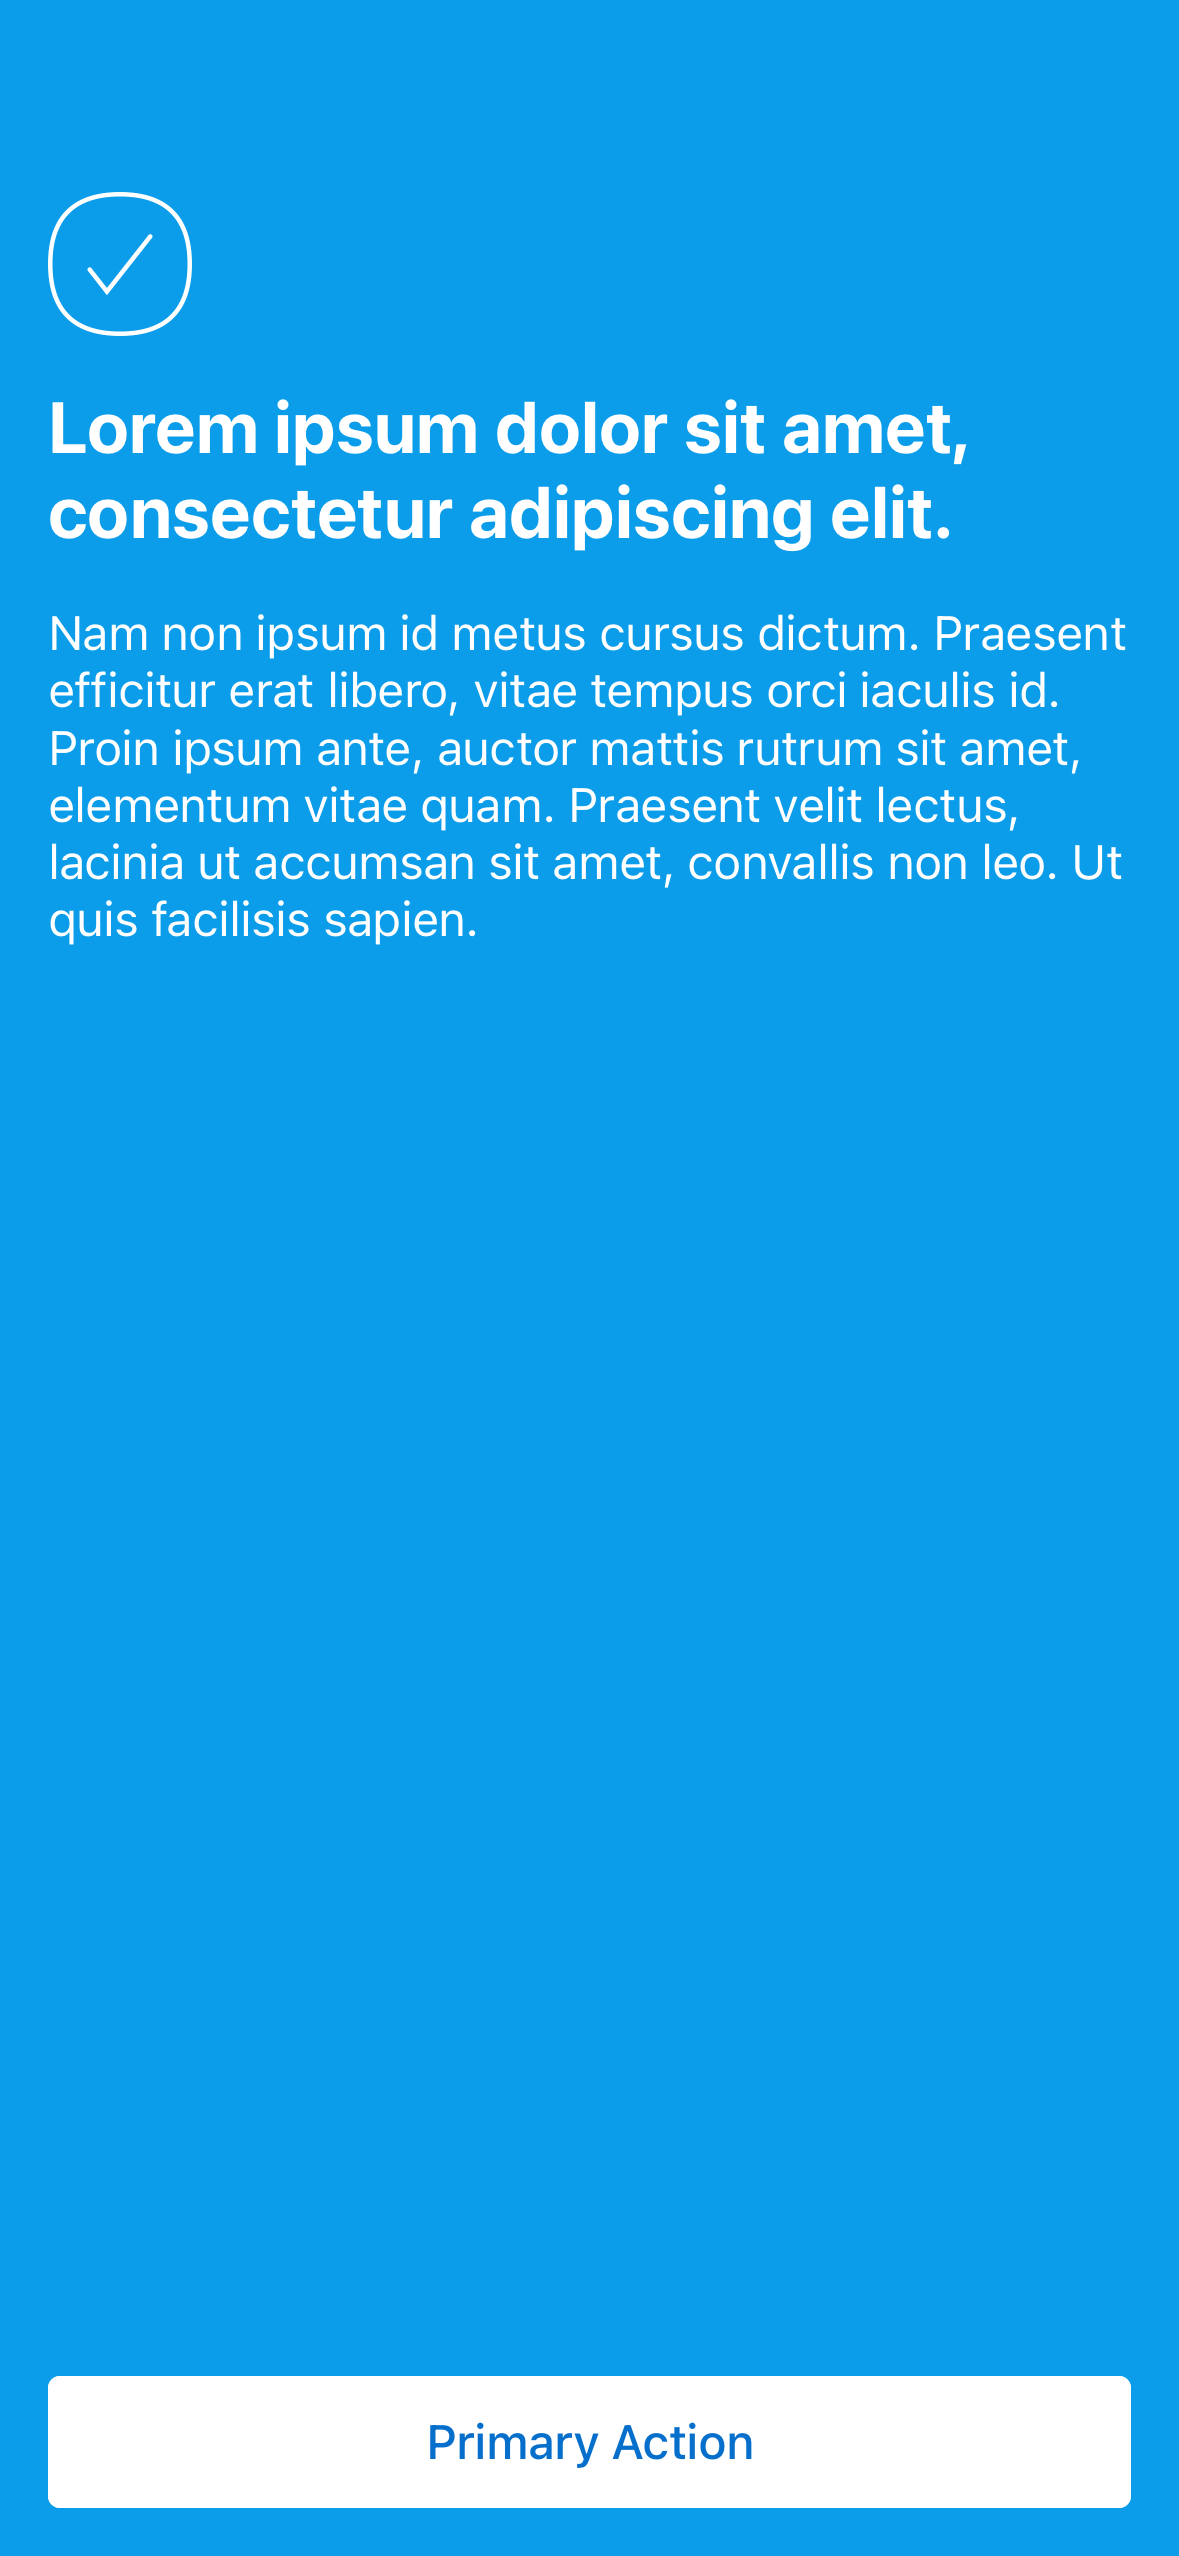 Lorem ipsum dolor sit amet,
consectetur adipiscing elit.
Nam non ipsum id metus cursus dictum. Praesent
efficitur erat libero, vitae tempus orci iaculis id.
Proin ipsum ante, auctor mattis rutrum sit amet,
elementum vitae quam. Praesent velit lectus,
lacinia ut accumsan sit amet, convallis non leo. Ut
quis facilisis sapien.
Primary Action